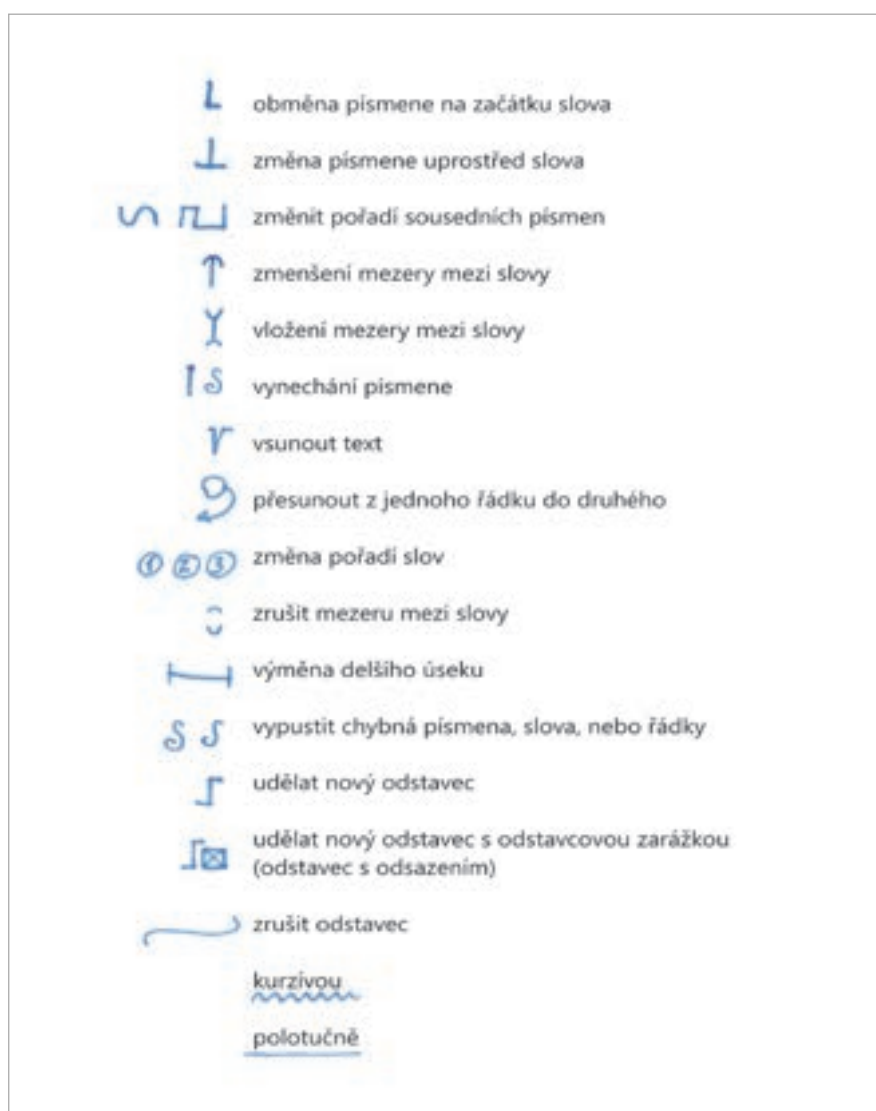 obměna písmene na začátku slova
změna písmene uprostřed slova
změnit pořadí sousedních písmen
zmenšení mezery mezi slovy
vložení mezery mezi slovy
vynechání písmene
vsunout text
přesunout z jednoho řádku do druhého
① ② ③ změna pořadí slov
zrušit mezeru mezi slovy
výměna delšího úseku
vypustit chybná písmena, slova, nebo řádky
udělat nový odstavec
udělat nový odstavec s odstavcovou zarážkou
(odstavec s odsazením)
zrušit odstavec
kurzívou
polotučně